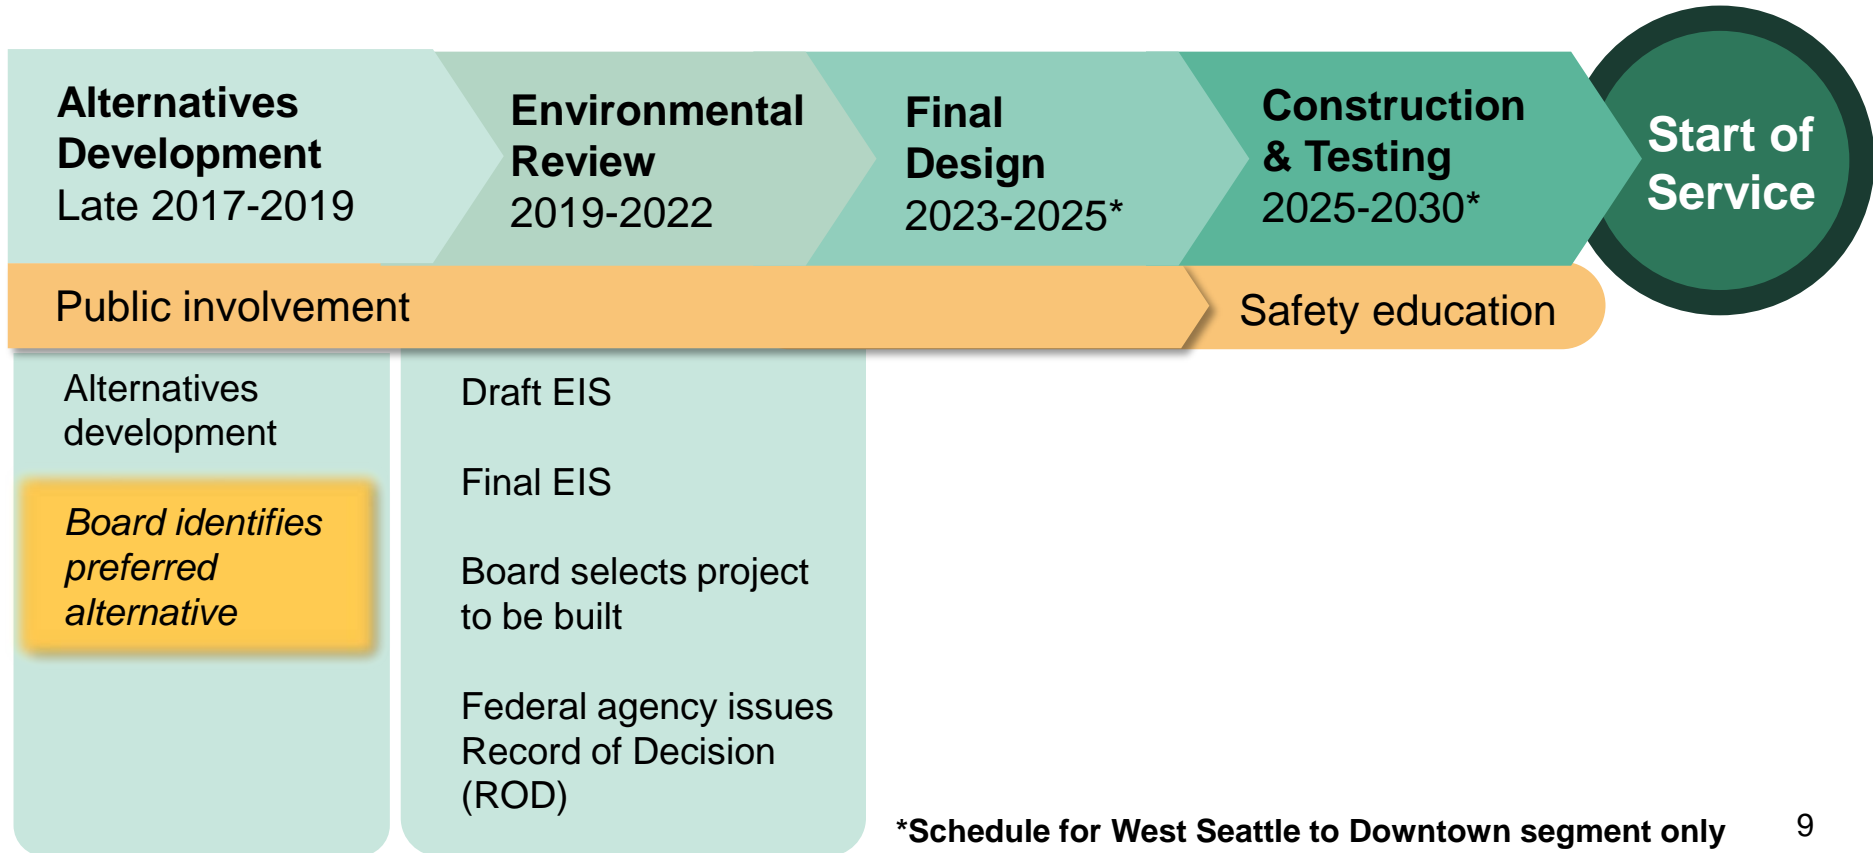 Alternatives
Development
Late 2017-2019
Environmental
Review
2019-2022
Final
Design
2023-2025*
Construction
& Testing
2025-2030*
Start of
Service
Public involvement
Safety education
Alternatives
development
Board identifies
preferred
alternative
Draft EIS
Final EIS
Board selects project
to be built
Federal agency issues
Record of Decision
(ROD)
*Schedule for West Seattle to Downtown segment only
9